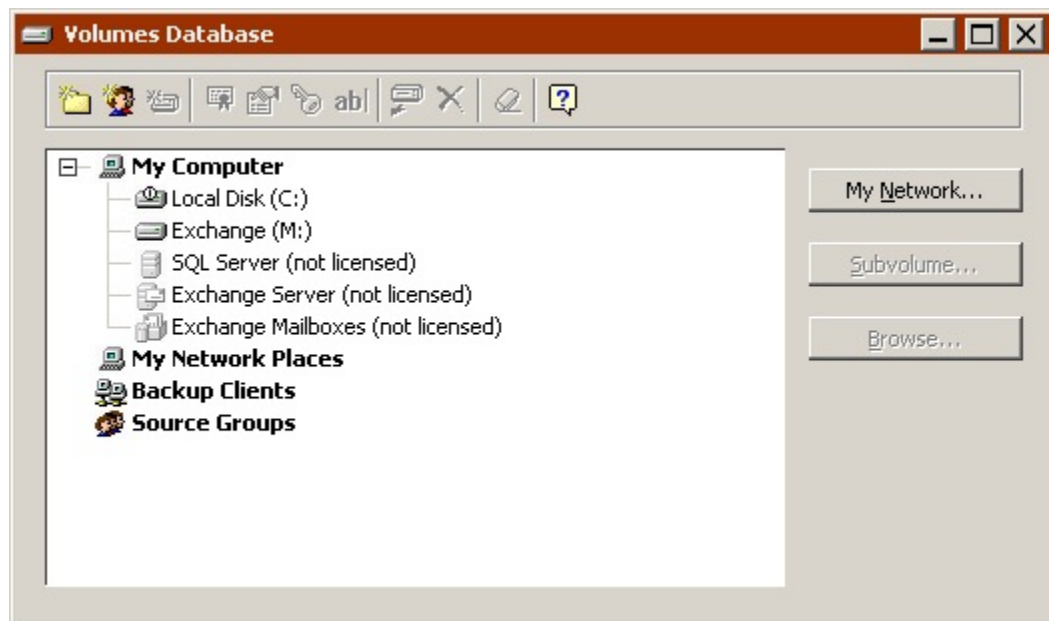 Volumes Database
ab|
My Computer
Local Disk (C:)
Exchange (M:)
SQL Server (not licensed)
Exchange Server (not licensed)
Exchange Mailboxes (not licensed)
My Network Places
Backup Clients
Source Groups
My Network...
Subvolume...
Browse...